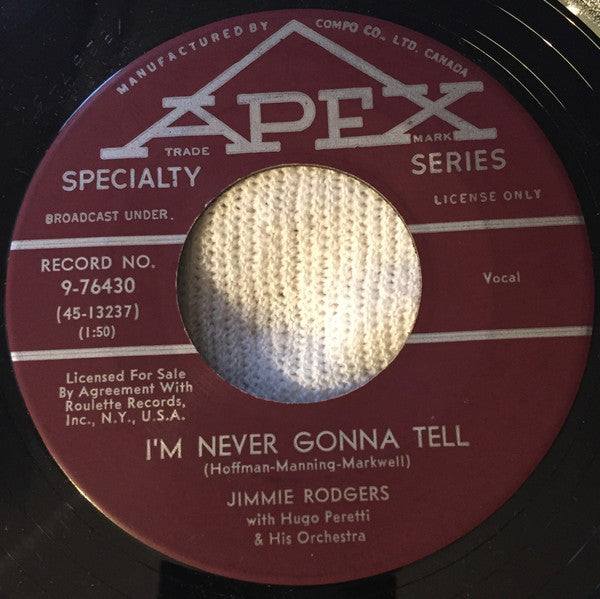 MANUFACTURED BY COMPO CO., LTD. CANADA
APEX
TRADE MARK
SPECIALTY SERIES
BROADCAST UNDER. LICENSE ONLY
RECORD NO.
9-76430
(45-13237)
(1:50)
Vocal
Licensed For Sale
By Agreement With
Roulette Records,
Inc., N.Y., U.S.A.
I'M NEVER GONNA TELL
(Hoffman-Manning-Markwell)
JIMMIE RODGERS
with Hugo Peretti
& His Orchestra